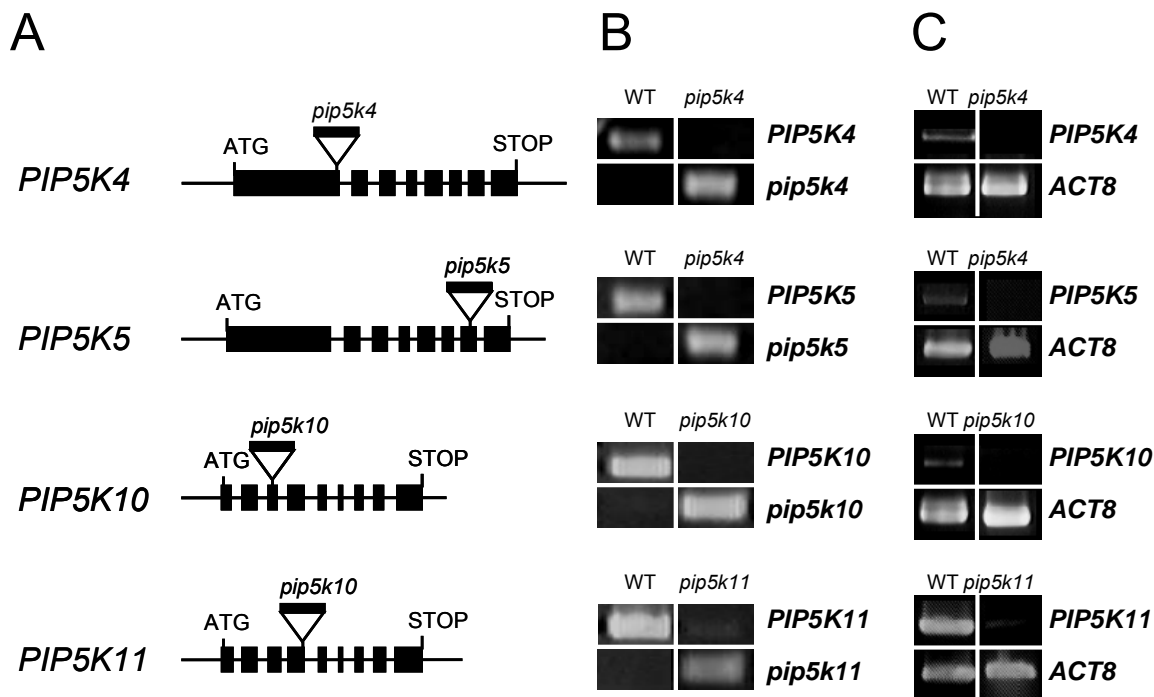 A
B
C
pip5k4
ATG
STOP
PIP5K4
WT pip5k4
PIP5K4
pip5k4
WT pip5k4
PIP5K4
ACT8
pip5k5
ATG
STOP
PIP5K5
WT pip5k4
PIP5K5
pip5k5
WT pip5k4
PIP5K5
ACT8
pip5k10
ATG
STOP
PIP5K10
WT pip5k10
PIP5K10
pip5k10
WT pip5k10
PIP5K10
ACT8
pip5k10
ATG
STOP
PIP5K11
WT pip5k11
PIP5K11
pip5k11
WT pip5k11
PIP5K11
ACT8